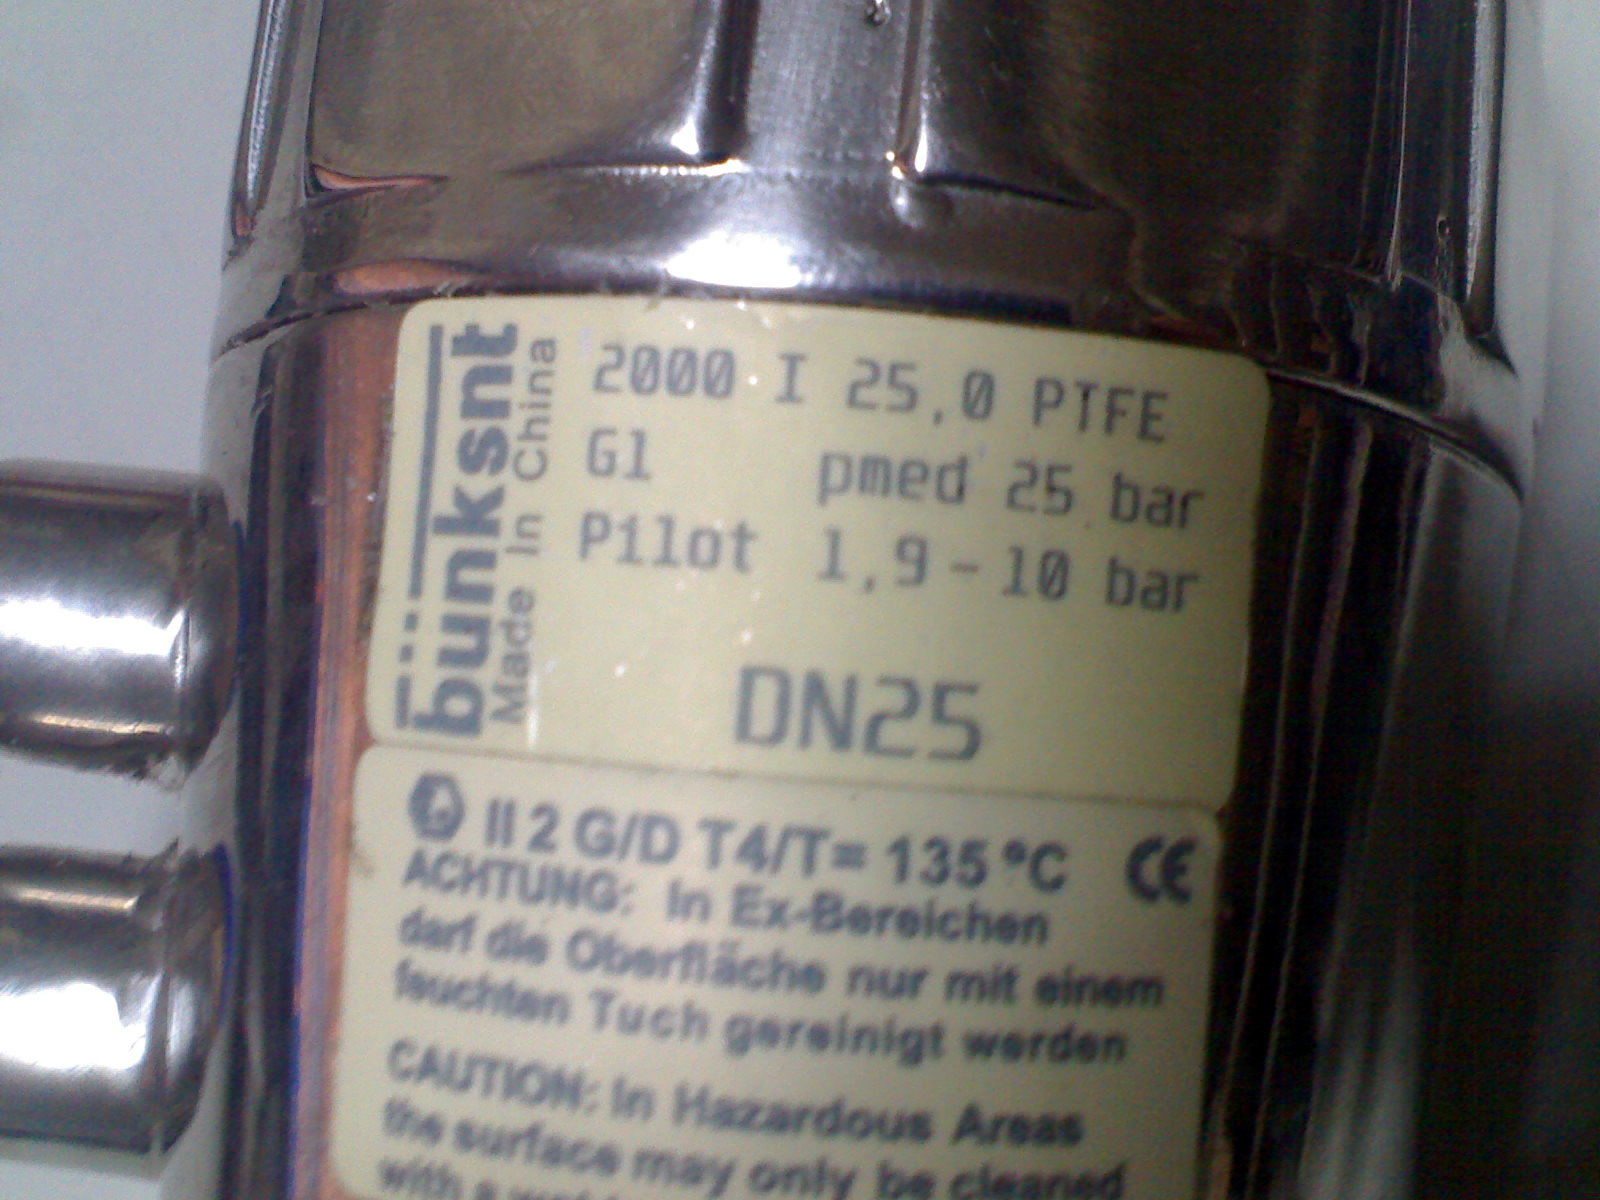 bünksnt
Made In China
2000 I 25,0 PTFE
G1 pmed 25 bar
Pilot 1,9-10 bar
DN25
II 2 G/D T4/T= 135 °C CE
ACHTUNG: In Ex-Bereichen
darf die Oberfläche nur mit einem
feuchten Tuch gereinigt werden
CAUTION: In Hazardous Areas
the surface may only be cleaned
with a